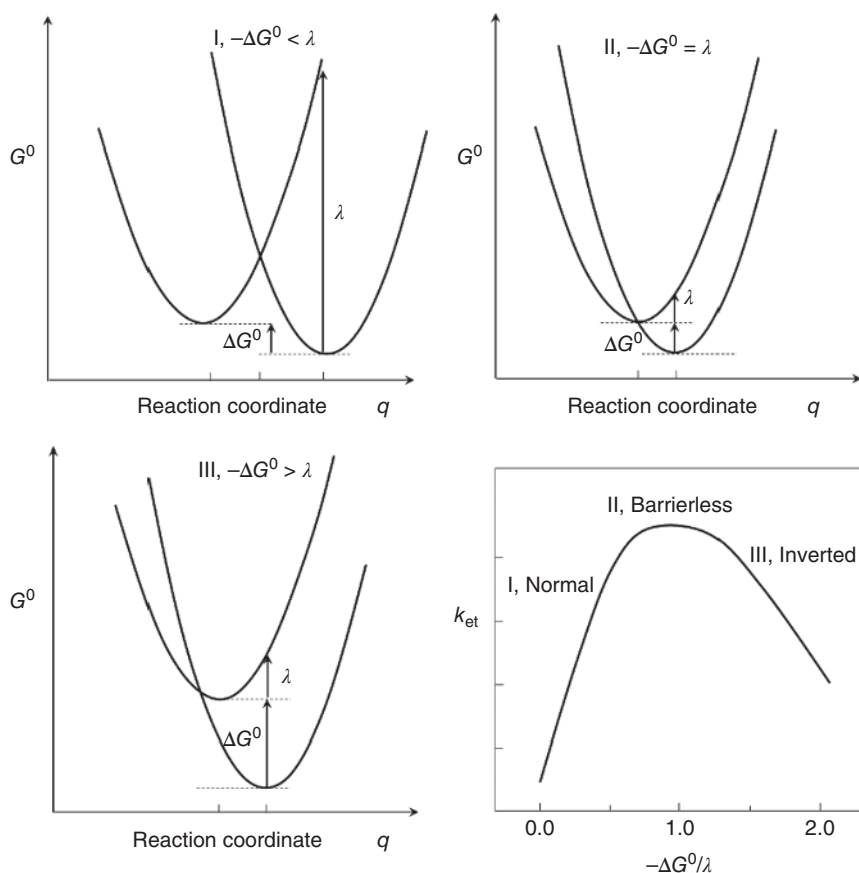 I, −ΔG⁰ < λ
G⁰
λ
ΔG⁰
Reaction coordinate q
II, −ΔG⁰ = λ
G⁰
λ
ΔG⁰
Reaction coordinate q
III, −ΔG⁰ > λ
G⁰
λ
ΔG⁰
Reaction coordinate q
II, Barrierless
III, Inverted
I, Normal
kₑₜ
0.0 1.0 2.0
−ΔG⁰/λ